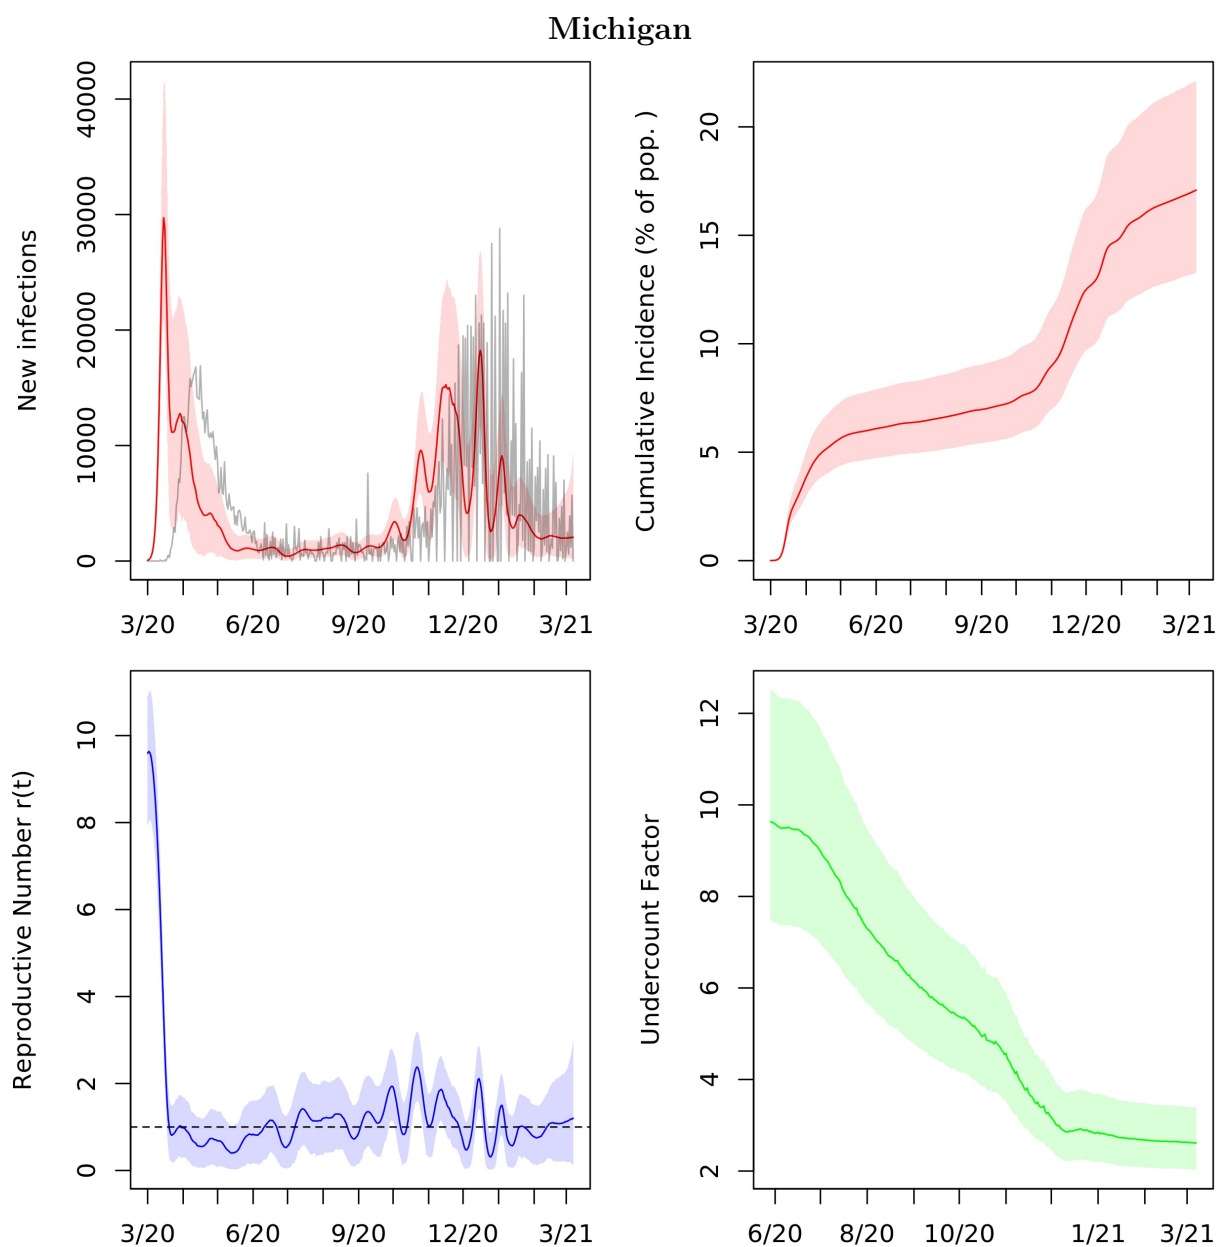 Michigan
New infections
40000
30000
20000
10000
0
3/20 6/20 9/20 12/20 3/21
Cumulative Incidence (% of pop. )
20
15
10
5
0
3/20 6/20 9/20 12/20 3/21
Reproductive Number r(t)
10
8
6
4
2
0
3/20 6/20 9/20 12/20 3/21
Undercount Factor
12
10
8
6
4
2
6/20 8/20 10/20 1/21 3/21